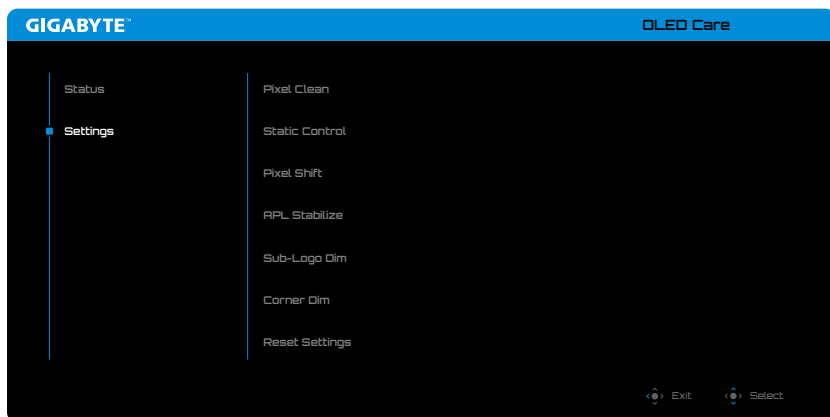 GIGABYTE™
OLED Care
Status
Settings
Pixel Clean
Static Control
Pixel Shift
APL Stabilize
Sub-Logo Dim
Corner Dim
Reset Settings
Exit
Select